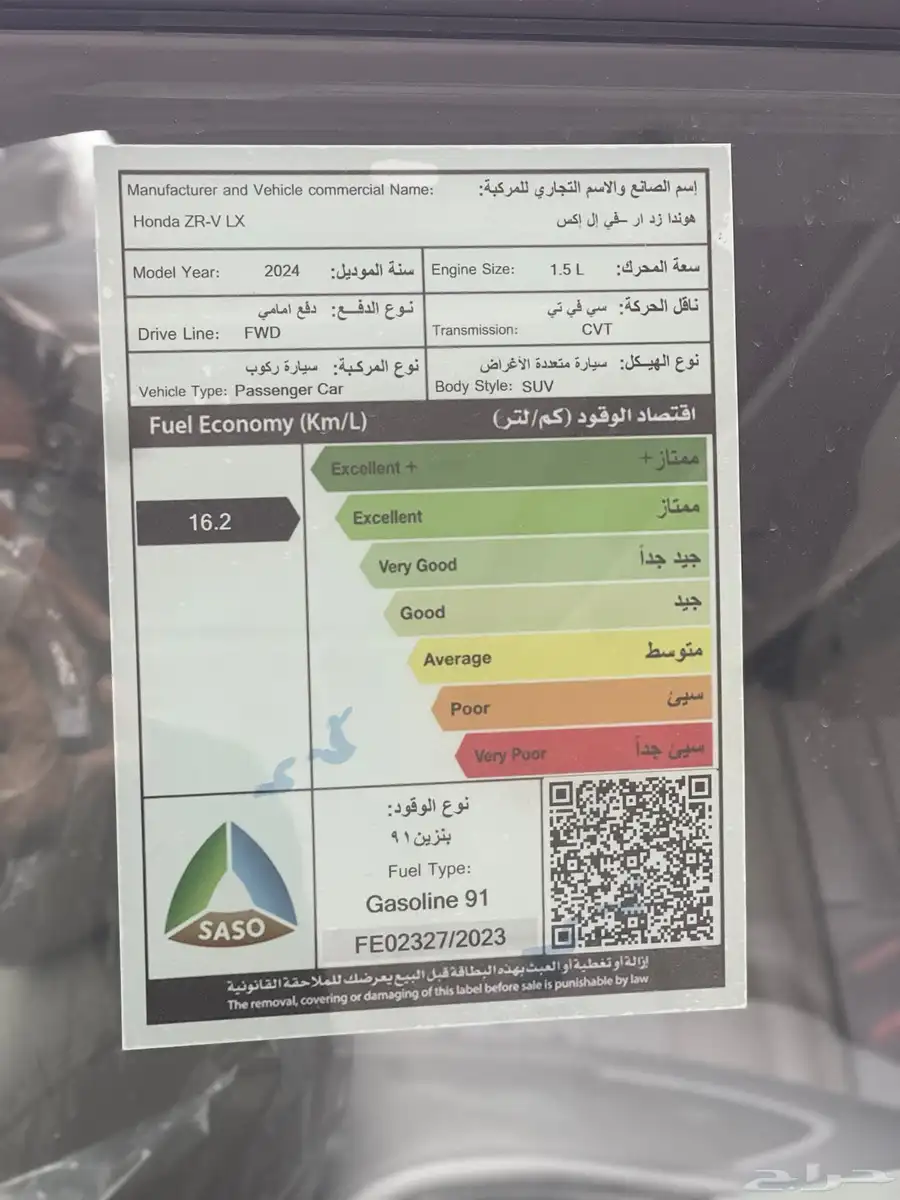 Manufacturer and Vehicle commercial Name: إسم الصانع والاسم التجاري للمركبة:
Honda ZR-V LX هوندا زد ار –في إل إكس
Model Year: 2024 سنة الموديل:
Engine Size: 1.5 L سعة المحرك:
نوع الدفـــع: دفع امامي
Drive Line: FWD
ناقل الحركة: سي في تي
Transmission: CVT
نوع المركبة: سيارة ركوب
Vehicle Type: Passenger Car
نوع الهيكل: سيارة متعددة الأغراض
Body Style: SUV
Fuel Economy (Km/L) اقتصاد الوقود (كم/لتر)
Excellent + ممتاز +
16.2
Excellent ممتاز
Very Good جيد جداً
Good جيد
Average متوسط
Poor سيئ
Very Poor سيئ جداً
SASO
نوع الوقود:
بنزين ٩١
Fuel Type:
Gasoline 91
FE02327/2023
إزالة او تغطية أو العبث بهذه البطاقة قبل البيع يعرضك للملاحقة القانونية
The removal, covering or damaging of this label before sale is punishable by law
حراج